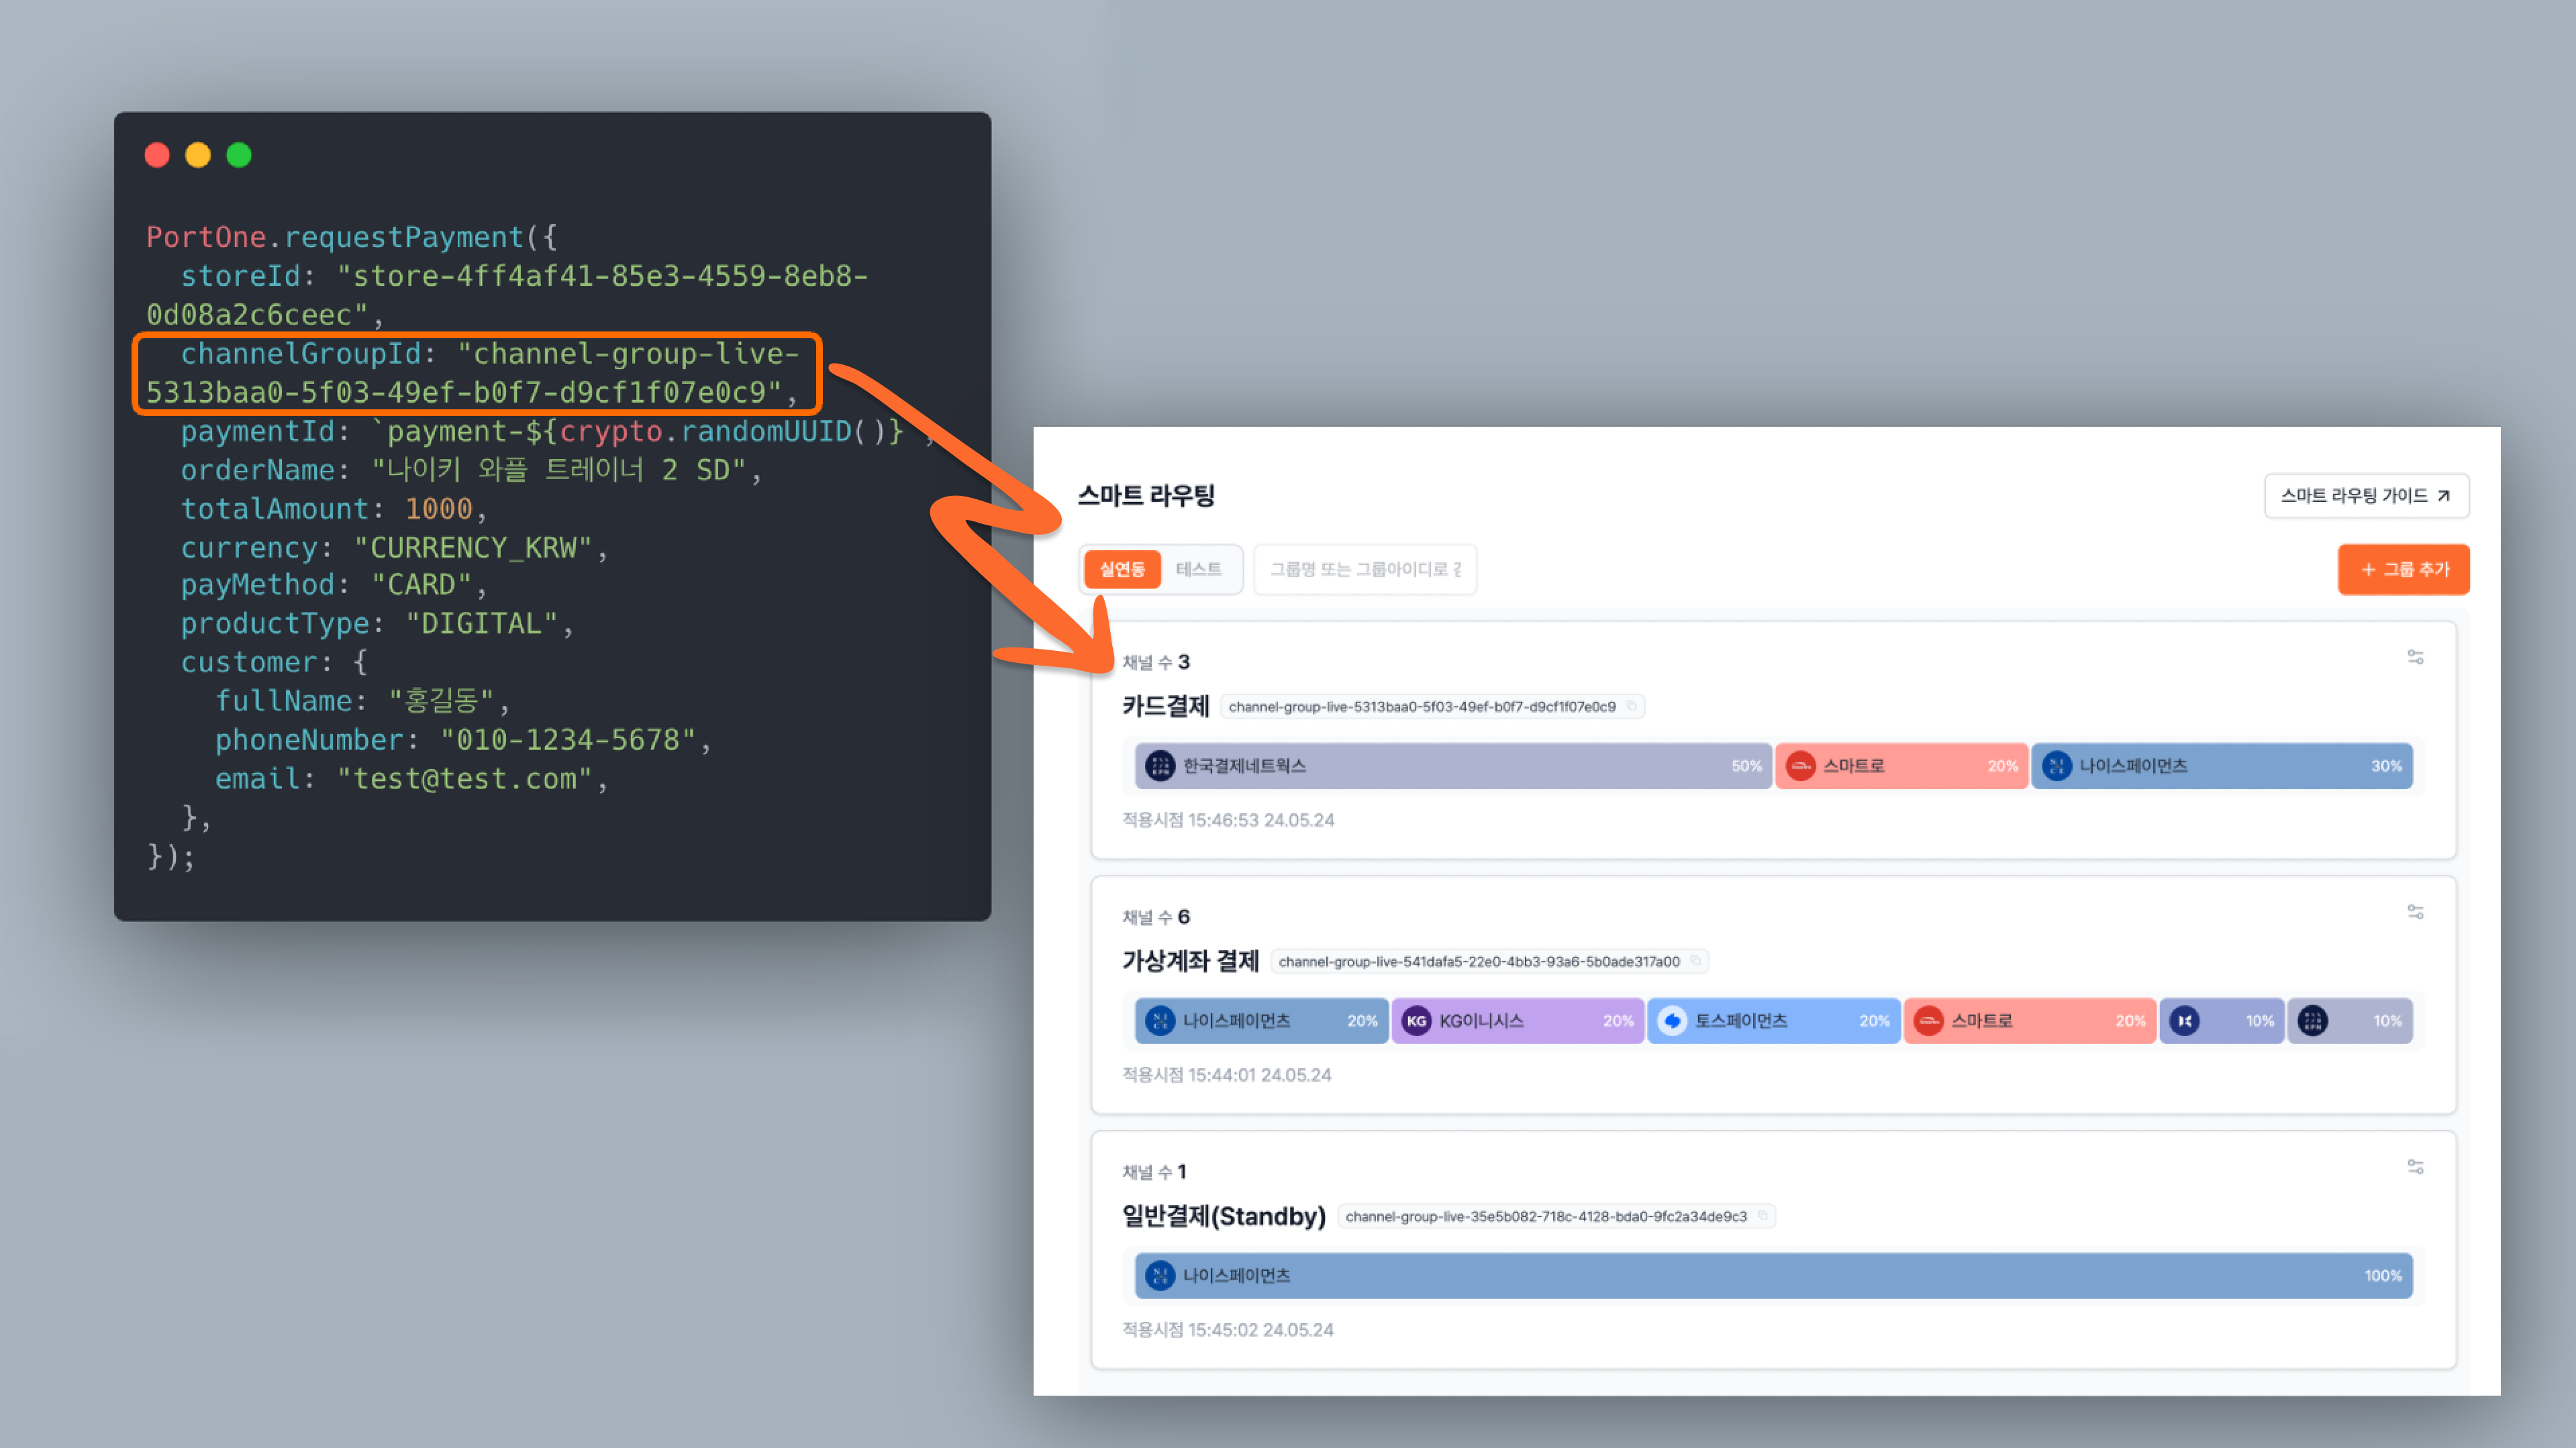 PortOne.requestPayment({
storeId: "store-4ff4af41-85e3-4559-8eb8-
0d08a2c6ceec",
channelGroupId: "channel-group-live-
5313baa0-5f03-49ef-b0f7-d9cf1f07e0c9",
paymentId: `payment-${crypto.randomUUID()}`,
orderName: "나이키 와플 트레이너 2 SD",
totalAmount: 1000,
currency: "CURRENCY_KRW",
payMethod: "CARD",
productType: "DIGITAL",
customer: {
fullName: "홍길동",
phoneNumber: "010-1234-5678",
email: "test@test.com",
},
});
스마트 라우팅
스마트 라우팅 가이드
실연동 테스트 그룹명 또는 그룹아이디로
+ 그룹 추가
채널 수 3
카드결제 channel-group-live-5313baa0-5f03-49ef-b0f7-d9cf1f07e0c9
KPN 한국결제네트웍스 50% 스마트로 20% NICE 나이스페이먼츠 30%
적용시점 15:46:53 24.05.24
채널 수 6
가상계좌 결제 channel-group-live-541dafa5-22e0-4bb3-93a6-5b0ade317a00
NICE 나이스페이먼츠 20% KG KG이니시스 20% 토스페이먼츠 20% 스마트로 20% 10% KPN 10%
적용시점 15:44:01 24.05.24
채널 수 1
일반결제(Standby) channel-group-live-35e5b082-718c-4128-bda0-9fc2a34de9c3
NICE 나이스페이먼츠 100%
적용시점 15:45:02 24.05.24